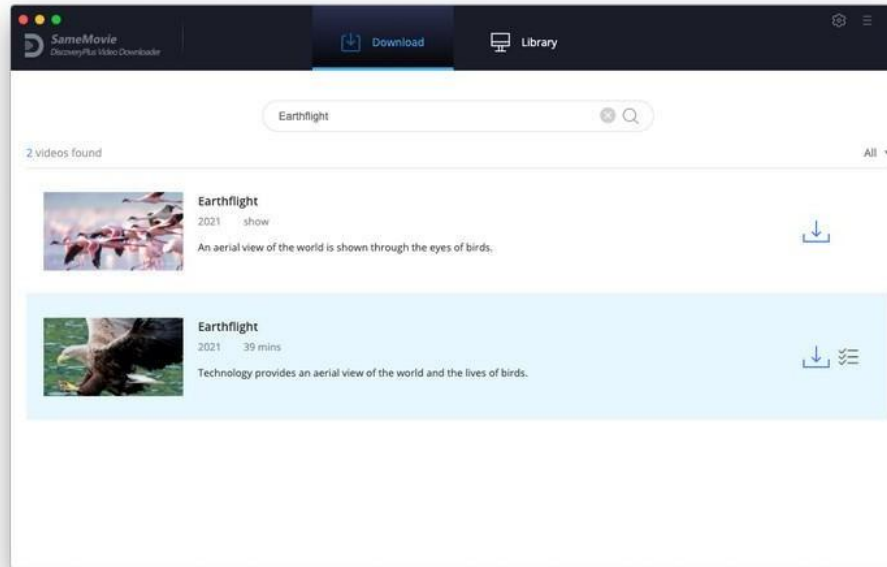 SameMovie
DiscoveryPlus Video Downloader
Download
Library
Earthflight
2 videos found
All
Earthflight
2021 show
An aerial view of the world is shown through the eyes of birds.
Earthflight
2021 39 mins
Technology provides an aerial view of the world and the lives of birds.